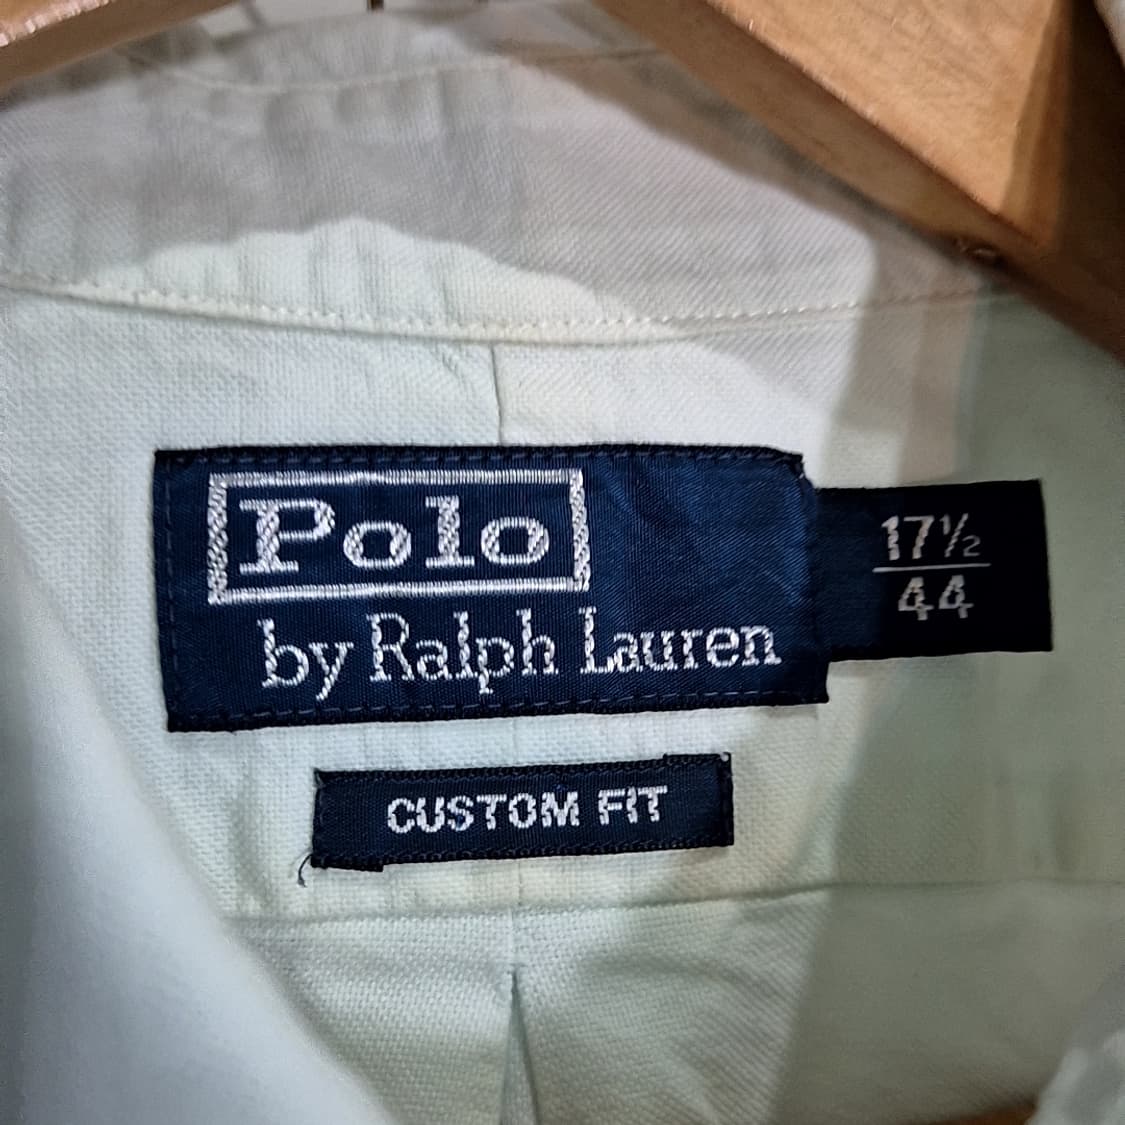 Polo
by Ralph Lauren
17½
44
CUSTOM FIT